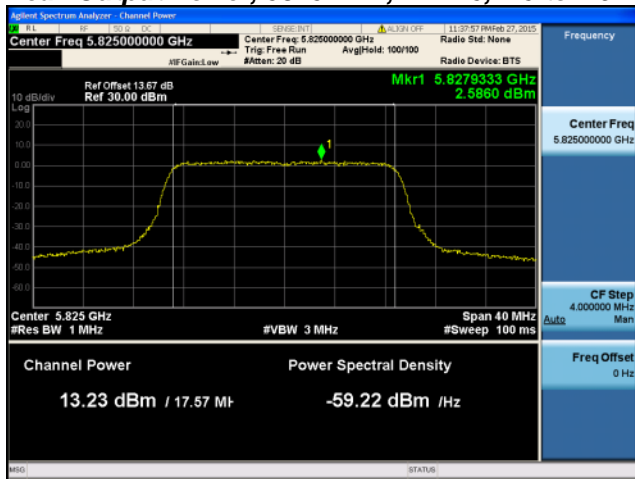 Agilent Spectrum Analyzer - Channel Power
RL RF 50 Ω DC SENSE:INT ALIGN OFF 11:37:57 PM Feb 27, 2015
Center Freq 5.825000000 GHz
Center Freq: 5.825000000 GHz
Radio Std: None
Trig: Free Run Avg|Hold: 100/100
#IFGain:Low #Atten: 20 dB Radio Device: BTS
Mkr1 5.8279333 GHz
2.5860 dBm
Ref Offset 13.67 dB
10 dB/div Ref 30.00 dBm
Log
20.0
10.0
0.00
-10.0
-20.0
-30.0
-40.0
-50.0
-60.0
1
Center 5.825 GHz Span 40 MHz
#Res BW 1 MHz #VBW 3 MHz #Sweep 100 ms
Channel Power Power Spectral Density
13.23 dBm / 17.57 MH -59.22 dBm /Hz
MSG STATUS
Frequency
Center Freq
5.825000000 GHz
CF Step
4.000000 MHz
Auto Man
Freq Offset
0 Hz